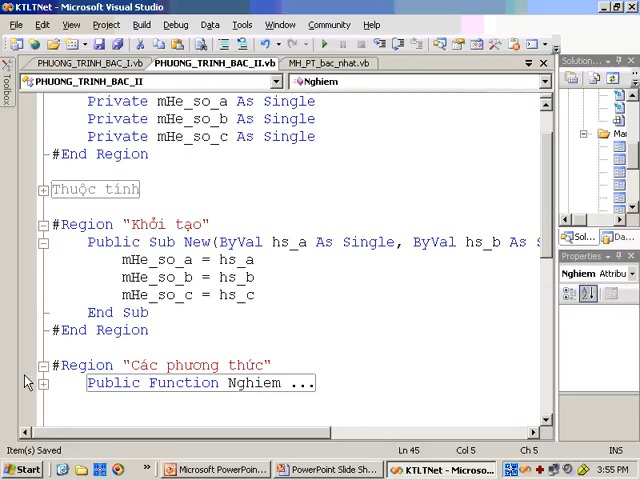 KTLTNet - Microsoft Visual Studio
File Edit View Project Build Debug Data Tools Window Community Help
PHUONG_TRINH_BAC_I.vb PHUONG_TRINH_BAC_II.vb MH_PT_bac_nhat.vb
Solution...
Toolbox
PHUONG_TRINH_BAC_II Nghiem
Private mHe_so_a As Single
Private mHe_so_b As Single
Private mHe_so_c As Single
#End Region
Thuộc tính
#Region "Khởi tạo"
Public Sub New(ByVal hs_a As Single, ByVal hs_b As S
mHe_so_a = hs_a
mHe_so_b = hs_b
mHe_so_c = hs_c
End Sub
#End Region
#Region "Các phương thức"
Public Function Nghiem ...
Ma
Sol... Da...
Properties
Nghiem Attribu
Item(s) Saved Ln 45 Col 5 Ch 5 INS
Start Microsoft PowerPoin... PowerPoint Slide Sh... KTLTNet - Microso... 3:55 PM